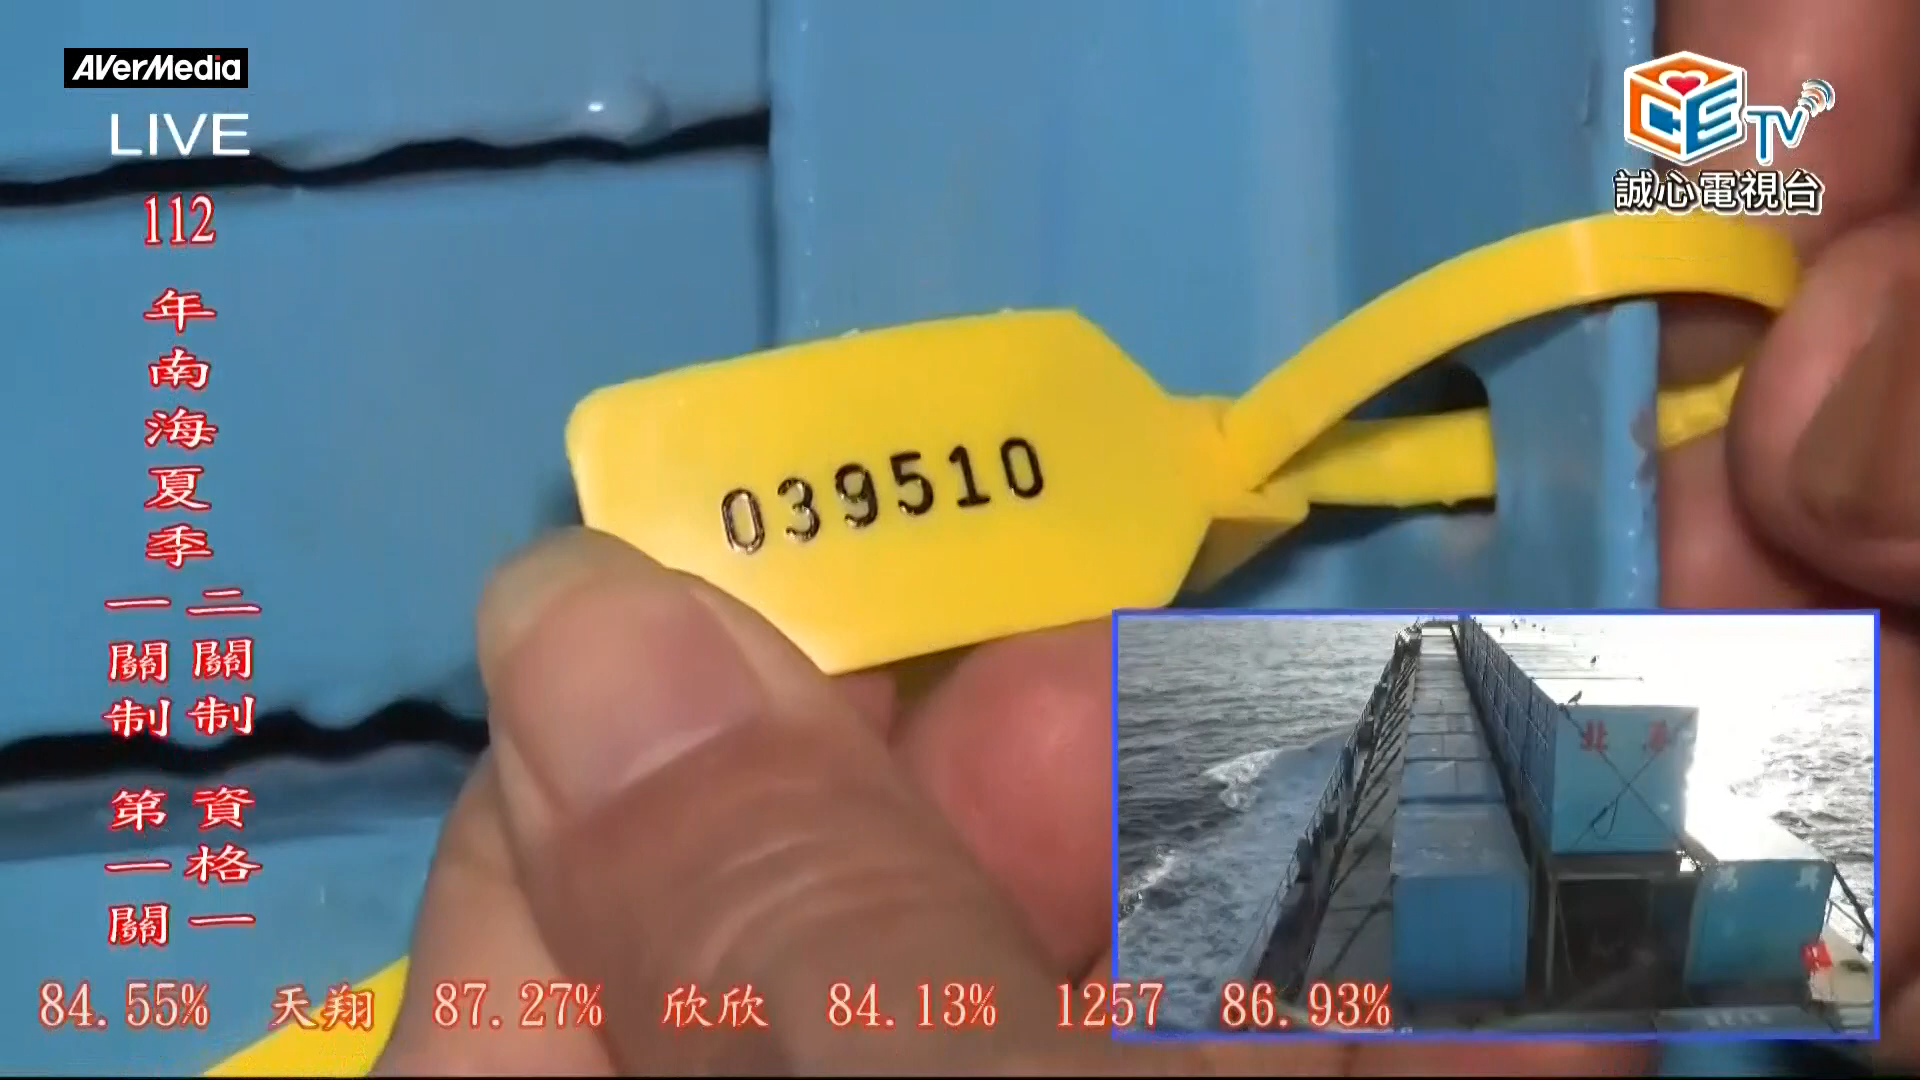 AVerMedia
LIVE
CE TV
誠心電視台
112
年南海夏季
二關制 資格一
一關制 第一關
039510
北
84.55% 天翔 87.27% 欣欣 84.13% 1257 86.93%